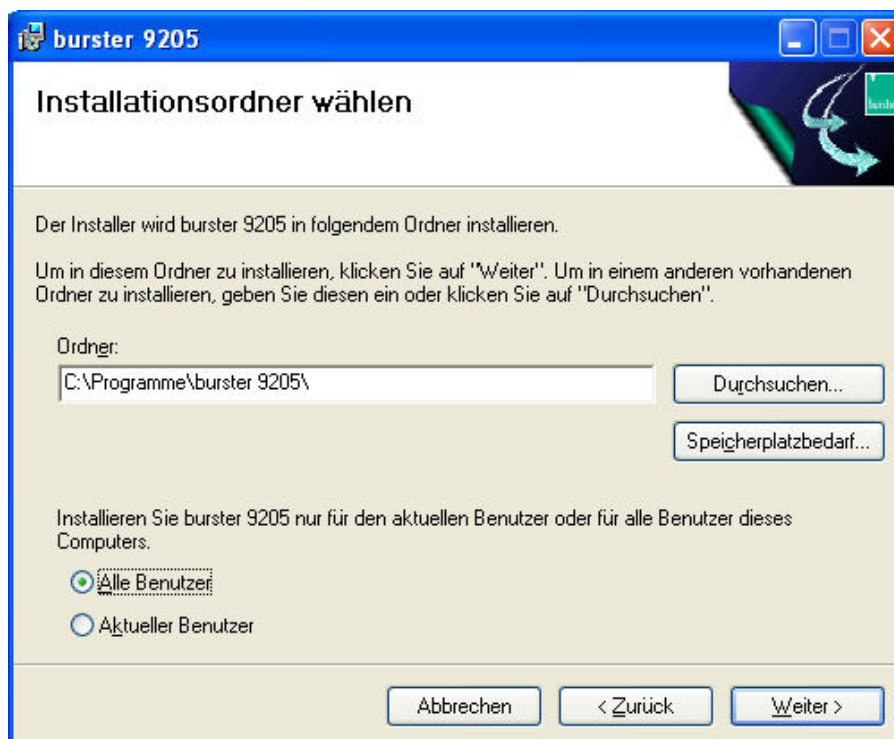 burster 9205
Installationsordner wählen
Der Installer wird burster 9205 in folgendem Ordner installieren.
Um in diesem Ordner zu installieren, klicken Sie auf "Weiter". Um in einem anderen vorhandenen
Ordner zu installieren, geben Sie diesen ein oder klicken Sie auf "Durchsuchen".
Ordner:
C:\Programme\burster 9205\
Durchsuchen...
Speicherplatzbedarf...
Installieren Sie burster 9205 nur für den aktuellen Benutzer oder für alle Benutzer dieses
Computers.
Alle Benutzer
Aktueller Benutzer
Abbrechen
< Zurück
Weiter >